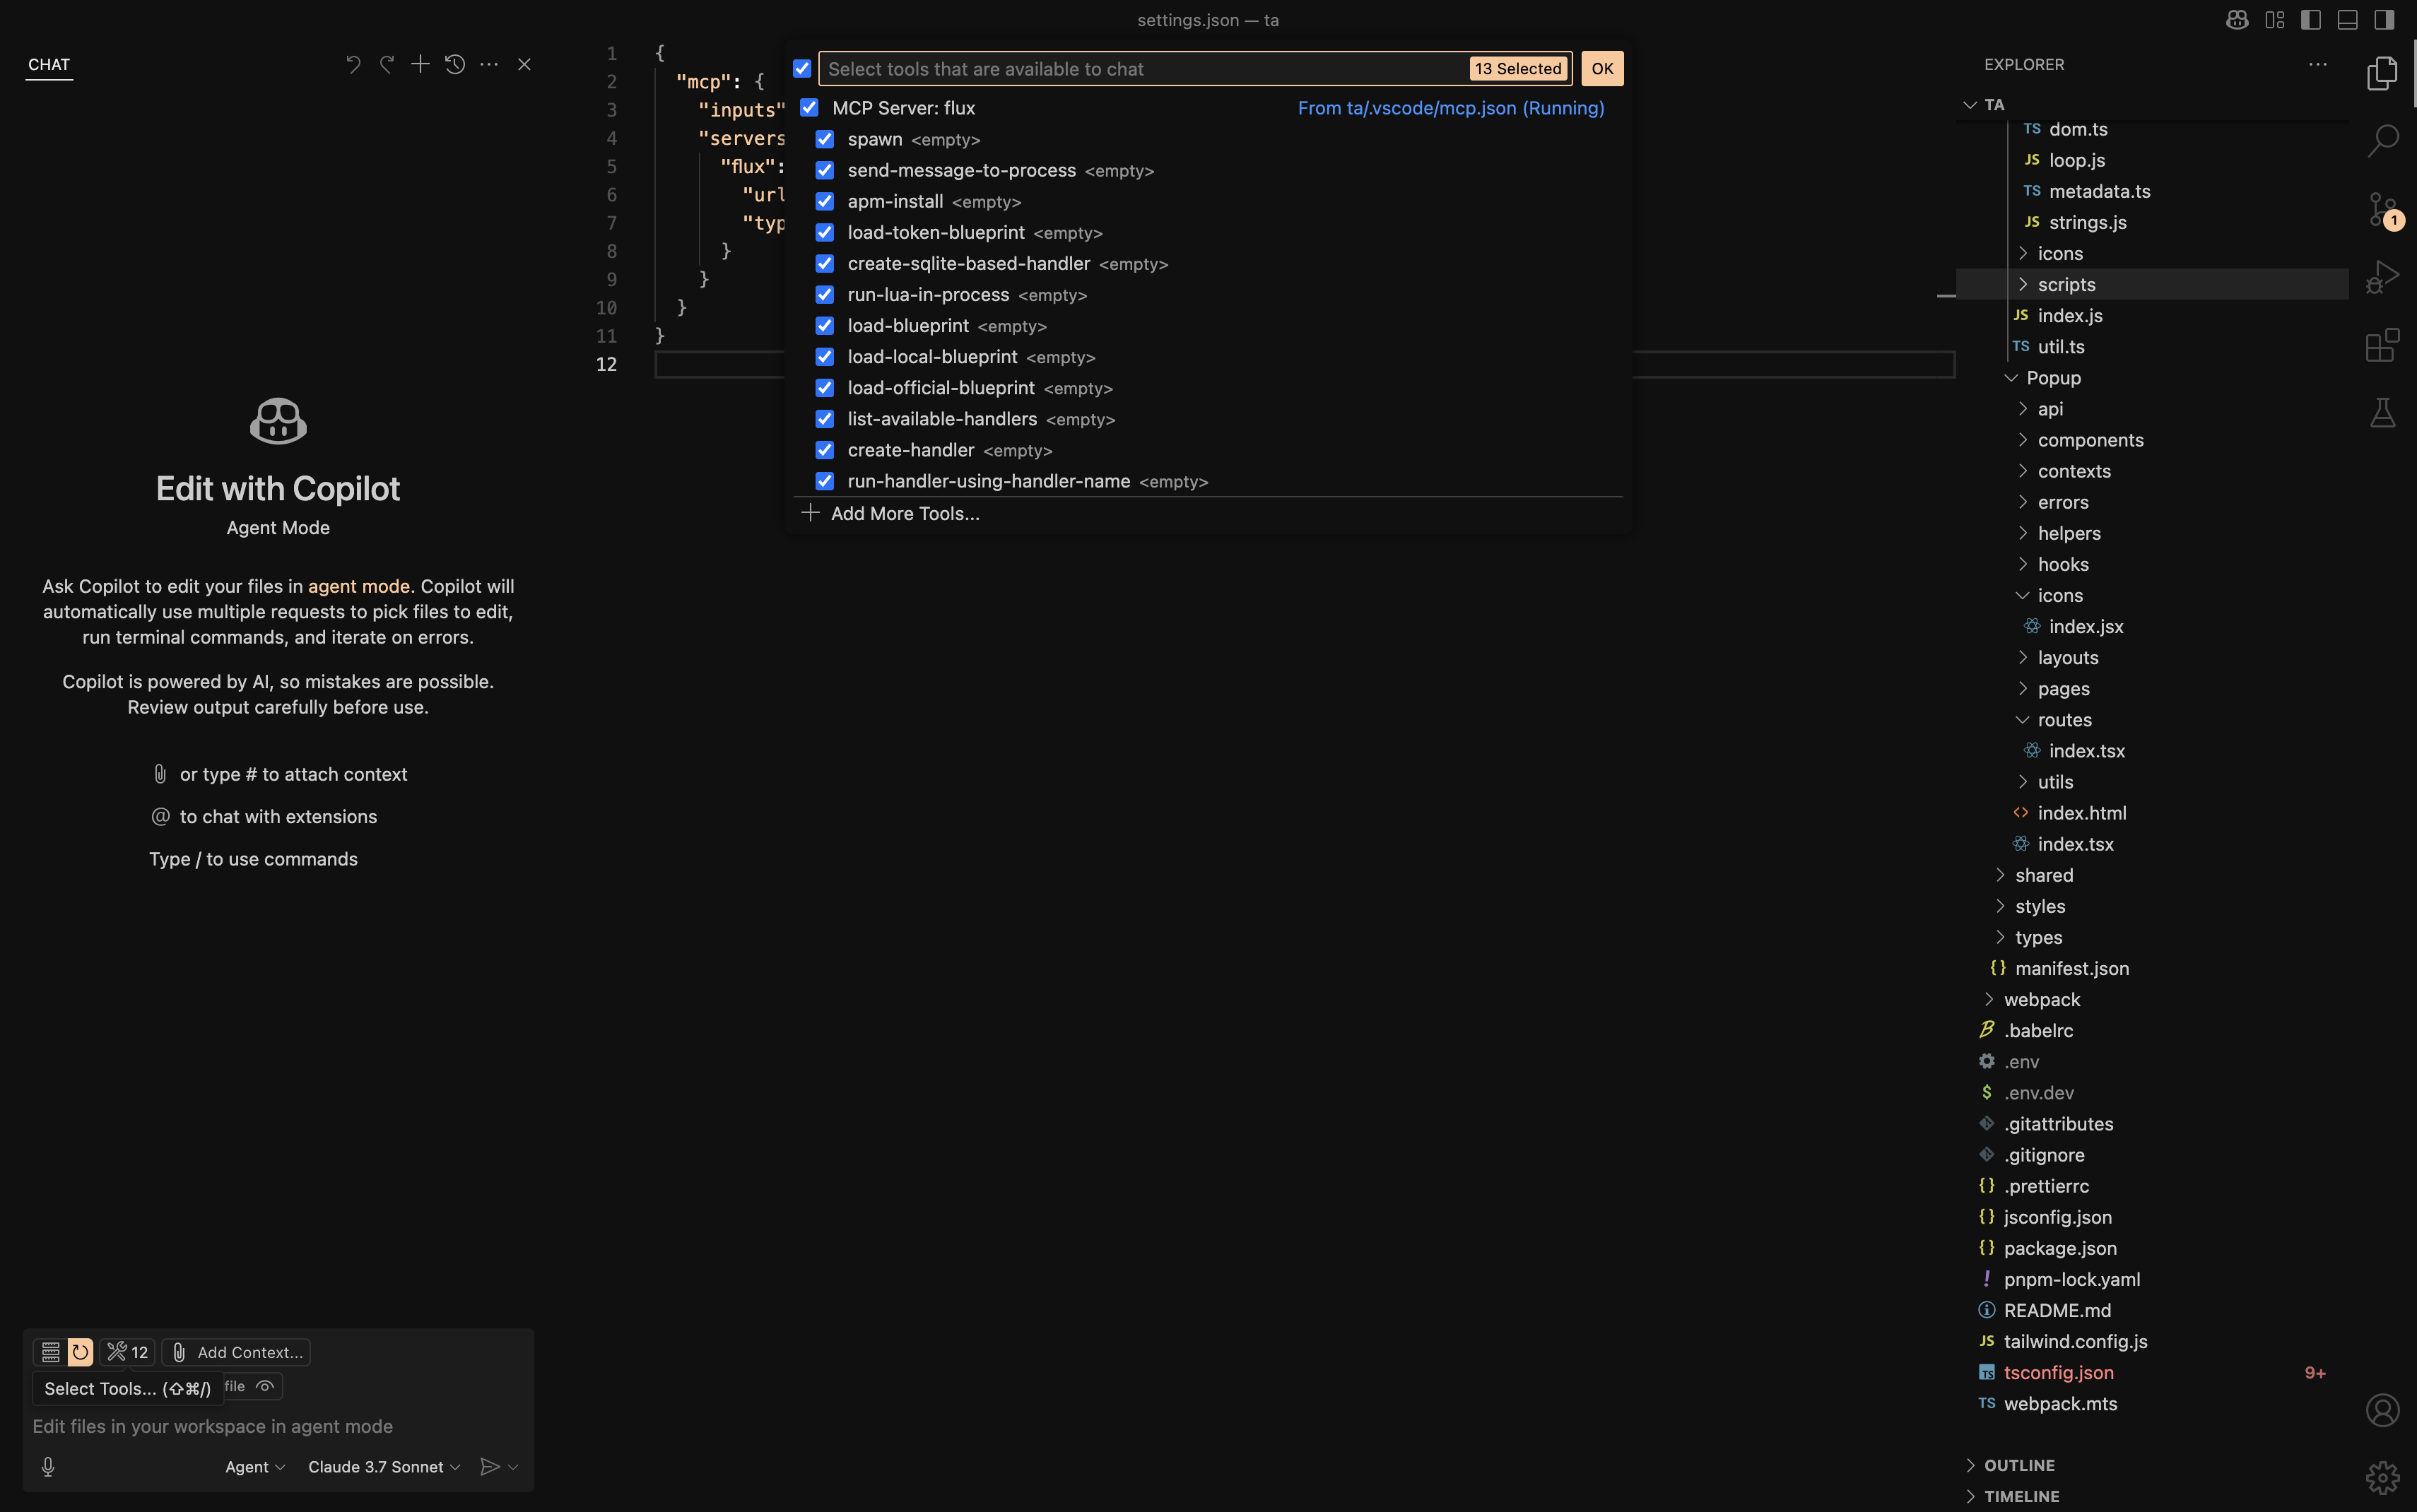 settings.json — ta
CHAT
1 {
2 "mcp": {
3 "inputs"
4 "servers
5 "flux":
6 "url
7 "typ
8 }
9 }
10 }
11 }
12
Select tools that are available to chat 13 Selected OK
MCP Server: flux From ta/.vscode/mcp.json (Running)
spawn <empty>
send-message-to-process <empty>
apm-install <empty>
load-token-blueprint <empty>
create-sqlite-based-handler <empty>
run-lua-in-process <empty>
load-blueprint <empty>
load-local-blueprint <empty>
load-official-blueprint <empty>
list-available-handlers <empty>
create-handler <empty>
run-handler-using-handler-name <empty>
Add More Tools...
Edit with Copilot
Agent Mode
Ask Copilot to edit your files in agent mode. Copilot will
automatically use multiple requests to pick files to edit,
run terminal commands, and iterate on errors.
Copilot is powered by AI, so mistakes are possible.
Review output carefully before use.
or type # to attach context
@ to chat with extensions
Type / to use commands
12 Add Context...
Select Tools... (⇧⌘/) file
Edit files in your workspace in agent mode
Agent Claude 3.7 Sonnet
EXPLORER
TA
TS dom.ts
JS loop.js
TS metadata.ts
JS strings.js
icons
scripts
JS index.js
TS util.ts
Popup
api
components
contexts
errors
helpers
hooks
icons
index.jsx
layouts
pages
routes
index.tsx
utils
<> index.html
index.tsx
shared
styles
types
{} manifest.json
webpack
.babelrc
.env
$ .env.dev
.gitattributes
.gitignore
{} .prettierrc
{} jsconfig.json
{} package.json
! pnpm-lock.yaml
README.md
JS tailwind.config.js
TS tsconfig.json 9+
TS webpack.mts
OUTLINE
TIMELINE
1